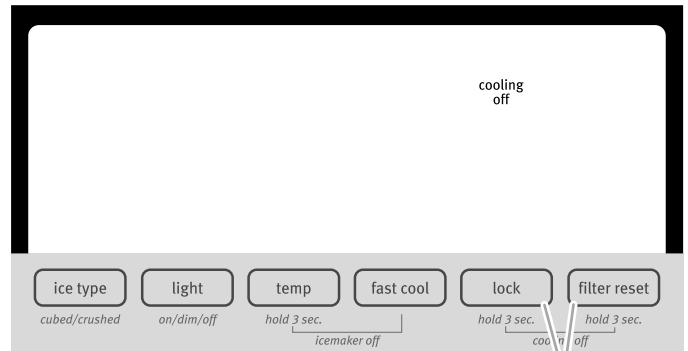 cooling
off
ice type light temp fast cool lock filter reset
cubed/crushed on/dim/off hold 3 sec. hold 3 sec. hold 3 sec.
icemaker off cooling off